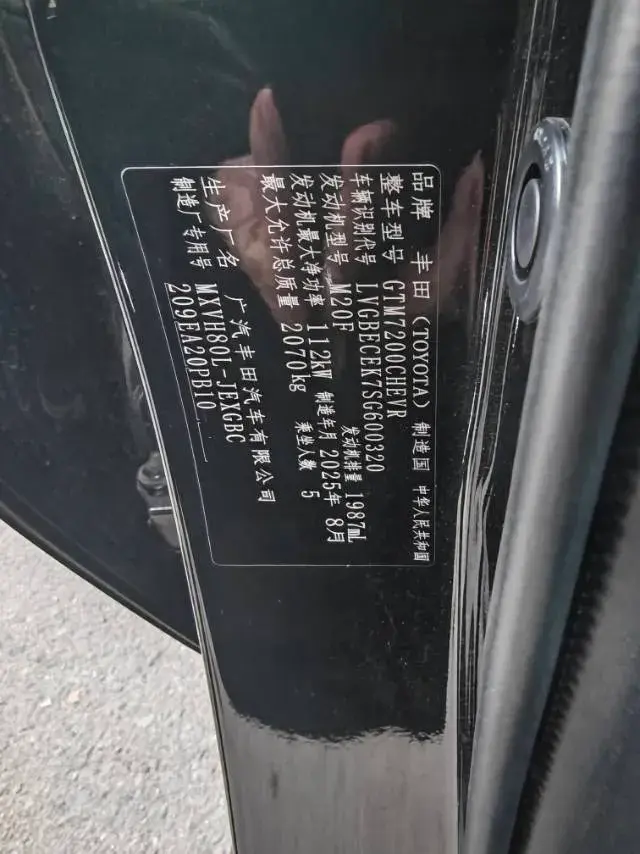 品牌 丰田 (TOYOTA) 制造国 中华人民共和国
整车型号 GTM7200CHEVR
车辆识别代号 LVGBECEK7SG600320
发动机型号 M20F 发动机排量 1987mL
发动机最大净功率 112kW 制造年月 2025年 8月
最大允许总质量 2070kg 乘坐人数 5
生产厂名 广汽丰田汽车有限公司
制造厂专用号 MXVH80L-JEXGBC
209EA20PB10